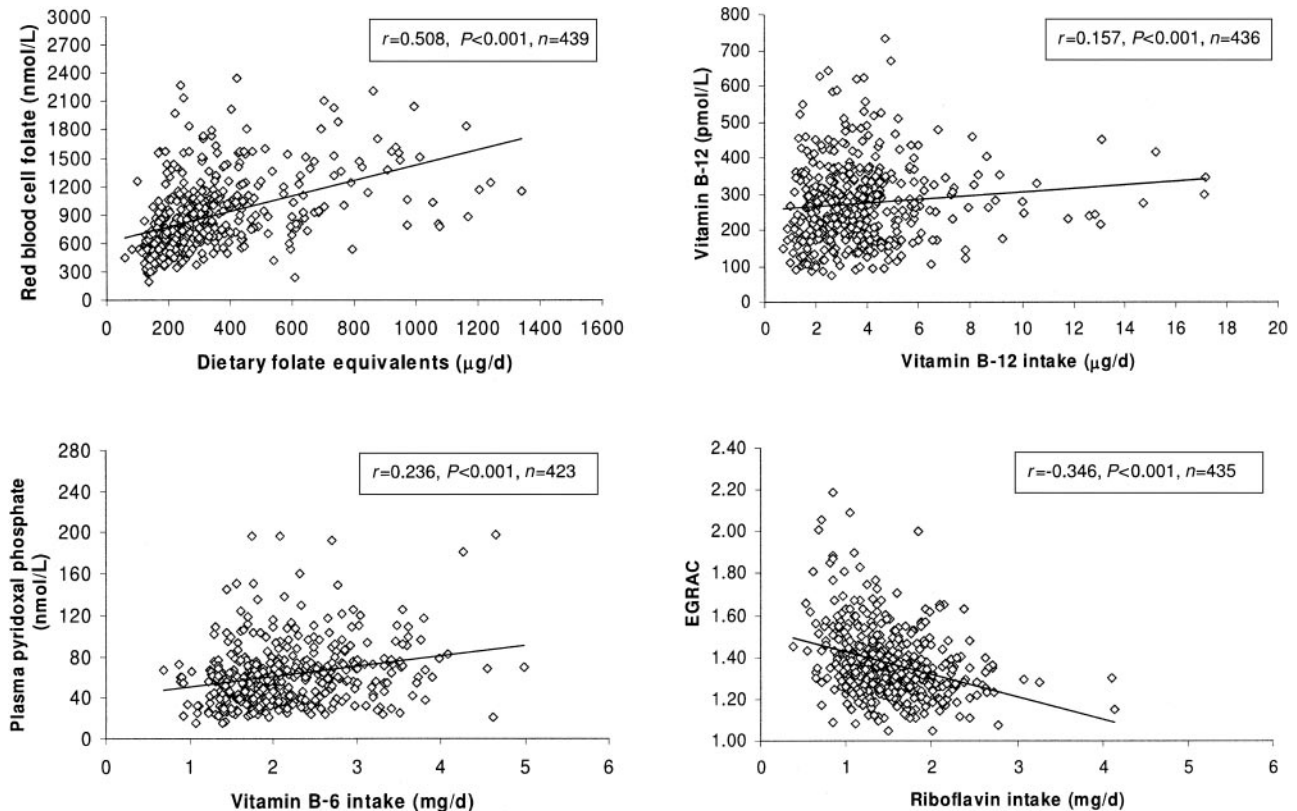 r=0.508, P<0.001, n=439
Red blood cell folate (nmol/L)
3000
2700
2400
2100
1800
1500
1200
900
600
300
0
0 200 400 600 800 1000 1200 1400 1600
Dietary folate equivalents (µg/d)
r=0.157, P<0.001, n=436
Vitamin B-12 (pmol/L)
800
700
600
500
400
300
200
100
0
0 2 4 6 8 10 12 14 16 18 20
Vitamin B-12 intake (µg/d)
r=0.236, P<0.001, n=423
Plasma pyridoxal phosphate
(nmol/L)
280
240
200
160
120
80
40
0
0 1 2 3 4 5 6
Vitamin B-6 intake (mg/d)
r=-0.346, P<0.001, n=435
EGRAC
2.40
2.20
2.00
1.80
1.60
1.40
1.20
1.00
0 1 2 3 4 5 6
Riboflavin intake (mg/d)